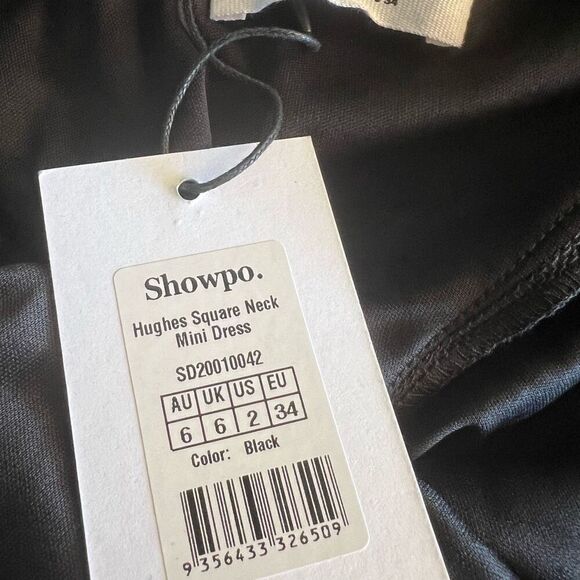 34
Showpo.
Hughes Square Neck
Mini Dress
SD20010042
AU UK US EU
6 6 2 34
Color: Black
9 356433 326509